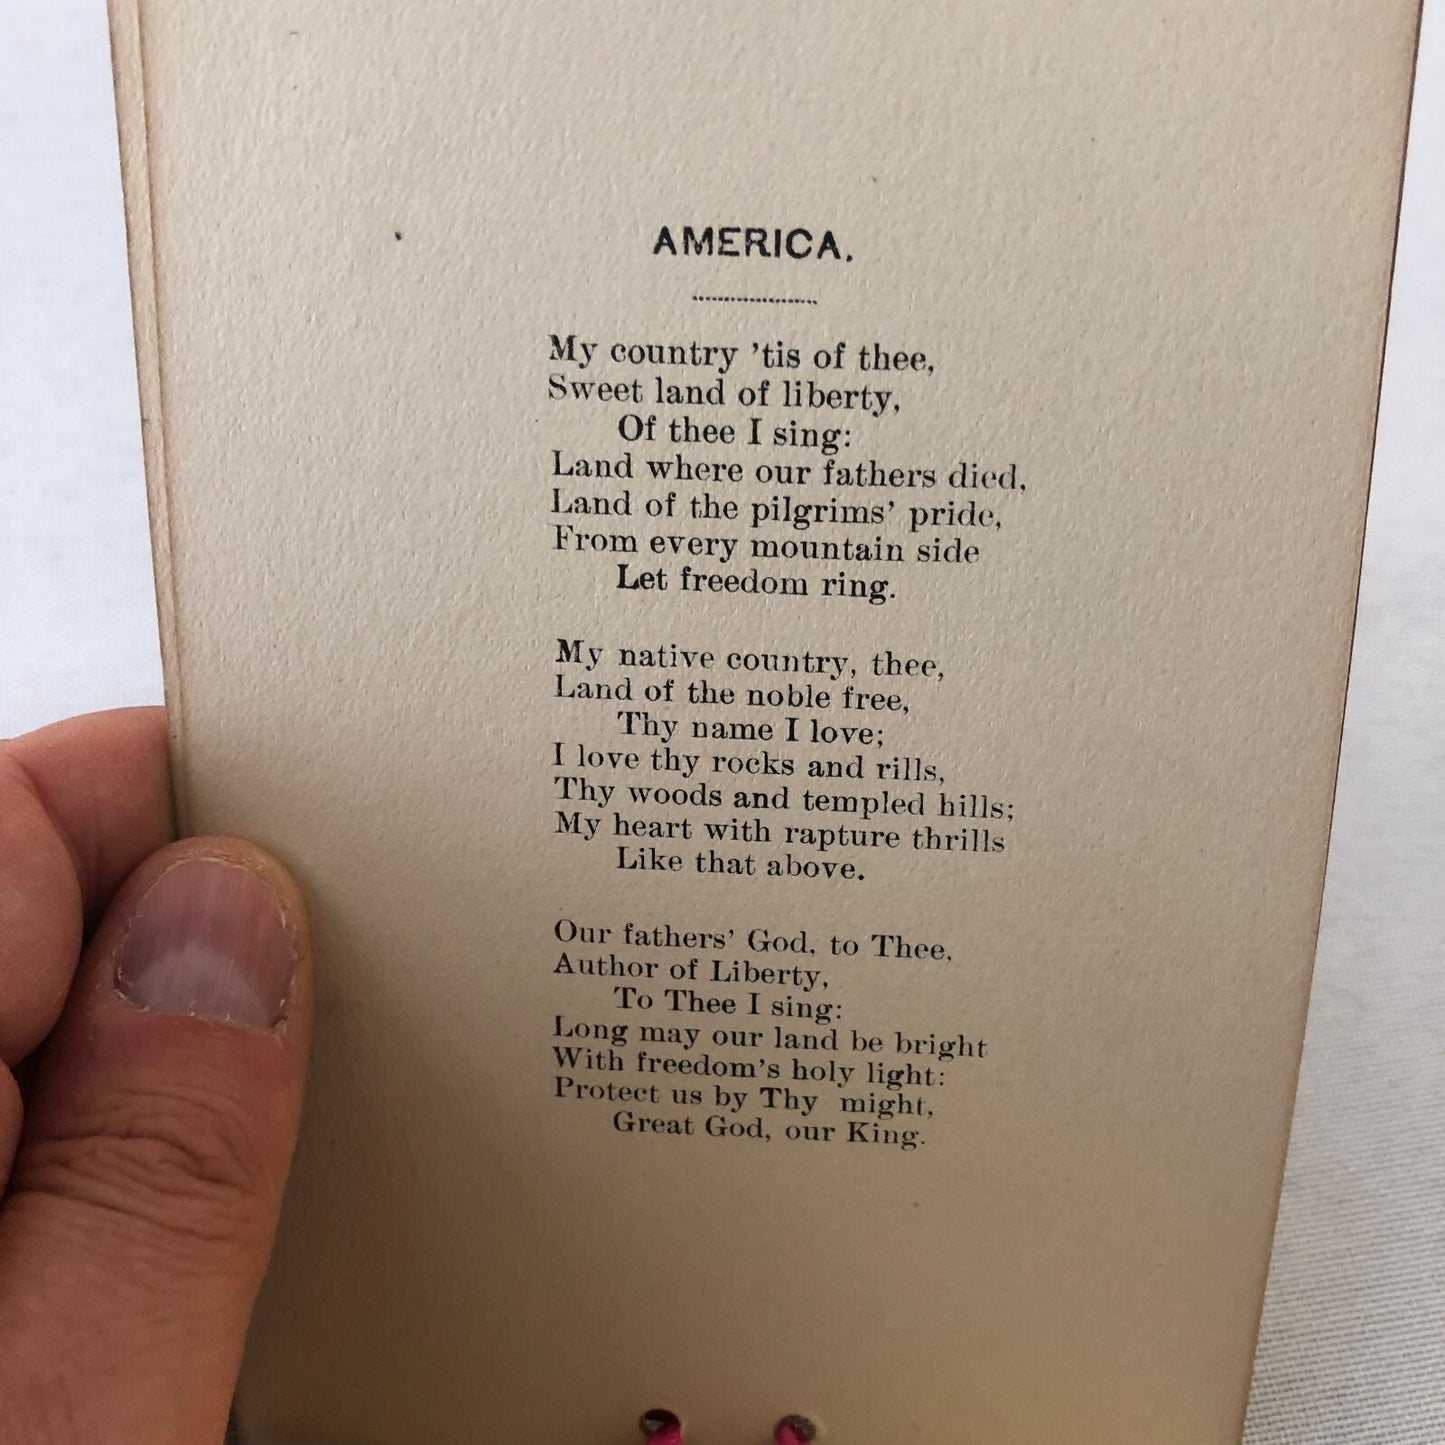 AMERICA.
My country ’tis of thee,
Sweet land of liberty,
Of thee I sing:
Land where our fathers died,
Land of the pilgrims’ pride,
From every mountain side
Let freedom ring.
My native country, thee,
Land of the noble free,
Thy name I love;
I love thy rocks and rills,
Thy woods and templed hills;
My heart with rapture thrills
Like that above.
Our fathers’ God, to Thee,
Author of Liberty,
To Thee I sing:
Long may our land be bright
With freedom’s holy light:
Protect us by Thy might,
Great God, our King.